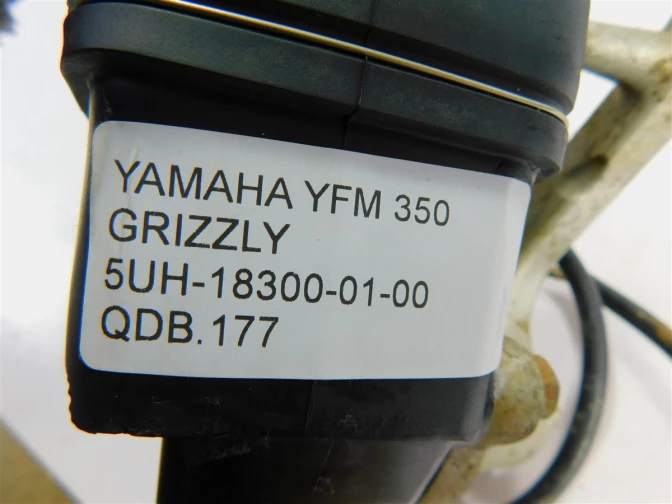 YAMAHA YFM 350
GRIZZLY
5UH-18300-01-00
QDB.177